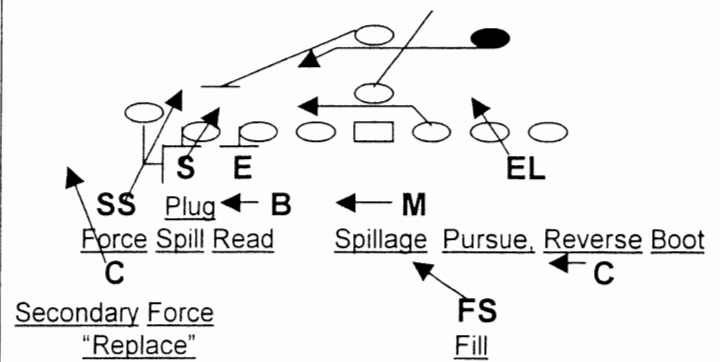 S E EL
SS Plug B M
Force Spill Read Spillage Pursue, Reverse Boot
C C
Secondary Force FS
"Replace" Fill